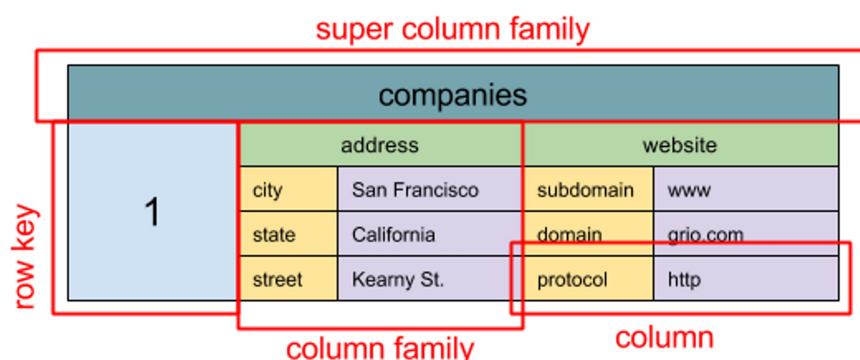 super column family
companies
address website
1
city San Francisco subdomain www
state California domain grio.com
street Kearny St. protocol http
row key
column family
column